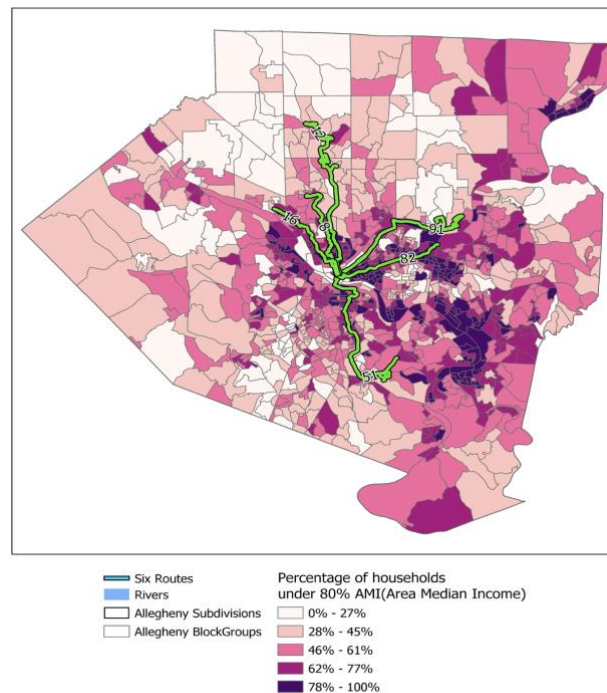 12
16
8
91
82
51
Six Routes
Rivers
Allegheny Subdivisions
Allegheny BlockGroups
Percentage of households
under 80% AMI(Area Median Income)
0% - 27%
28% - 45%
46% - 61%
62% - 77%
78% - 100%